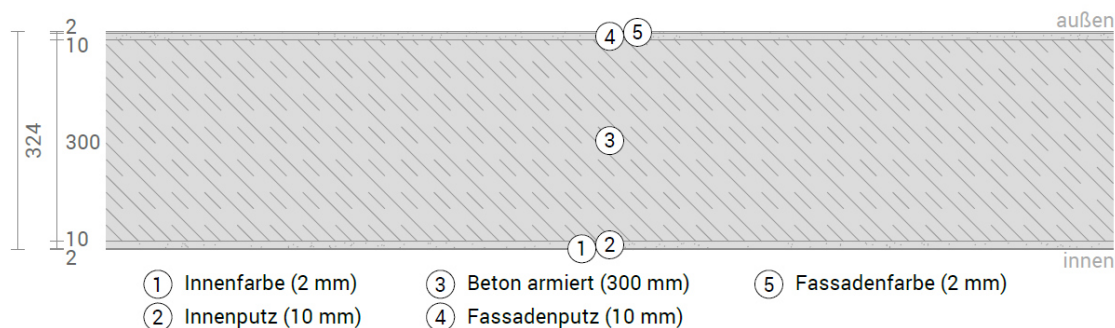 2
außen
10
4
5
324
300
3
10
1
2
2
innen
1 Innenfarbe (2 mm)
3 Beton armiert (300 mm)
5 Fassadenfarbe (2 mm)
2 Innenputz (10 mm)
4 Fassadenputz (10 mm)